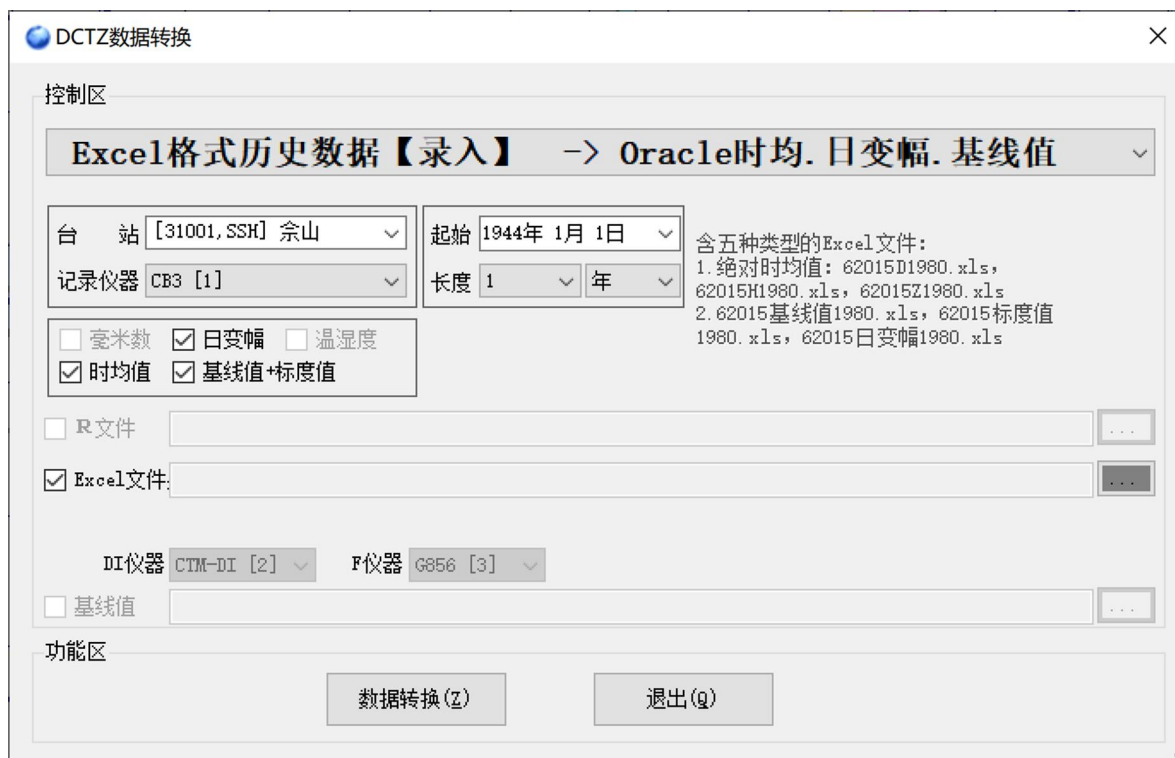 DCTZ数据转换
控制区
Excel格式历史数据【录入】 -> Oracle时均.日变幅.基线值
台 站 [31001,SSH] 佘山
起始 1944年 1月 1日
记录仪器 CB3 [1]
长度 1 年
含五种类型的Excel文件:
1.绝对时均值: 62015D1980.xls,
62015H1980.xls, 62015Z1980.xls
2.62015基线值1980.xls, 62015标度值
1980.xls, 62015日变幅1980.xls
毫米数 日变幅 温湿度
时均值 基线值+标度值
R文件 ...
Excel文件: ...
DI仪器 CTM-DI [2] F仪器 G856 [3]
基线值 ...
功能区
数据转换(Z) 退出(Q)